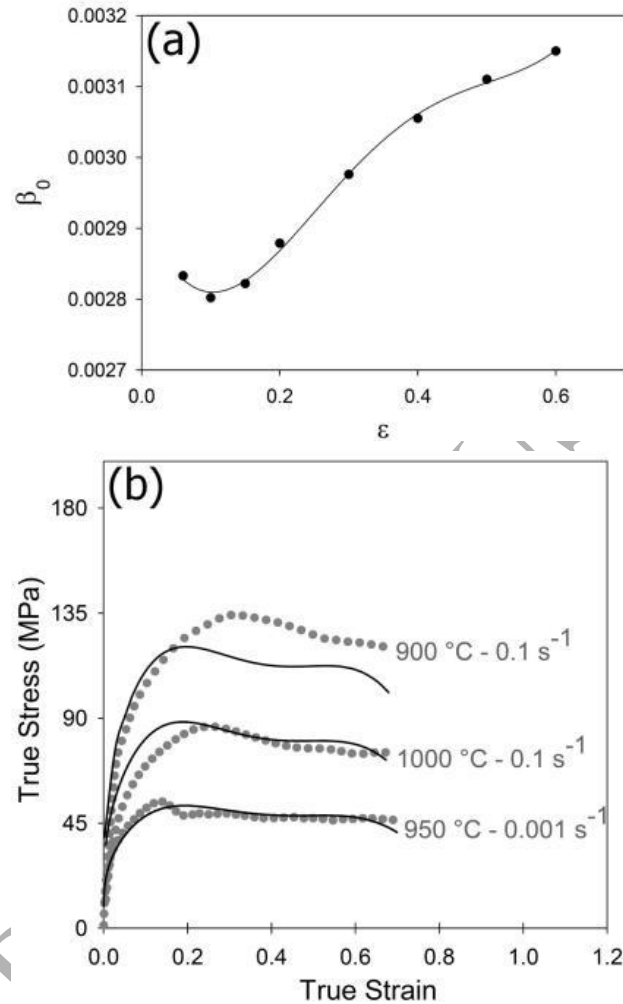 (a)
0.0032
0.0031
0.0030
0.0029
0.0028
0.0027
β₀
0.0 0.2 0.4 0.6
ε
(b)
180
135
90
45
0
True Stress (MPa)
900 °C - 0.1 s⁻¹
1000 °C - 0.1 s⁻¹
950 °C - 0.001 s⁻¹
0.0 0.2 0.4 0.6 0.8 1.0 1.2
True Strain